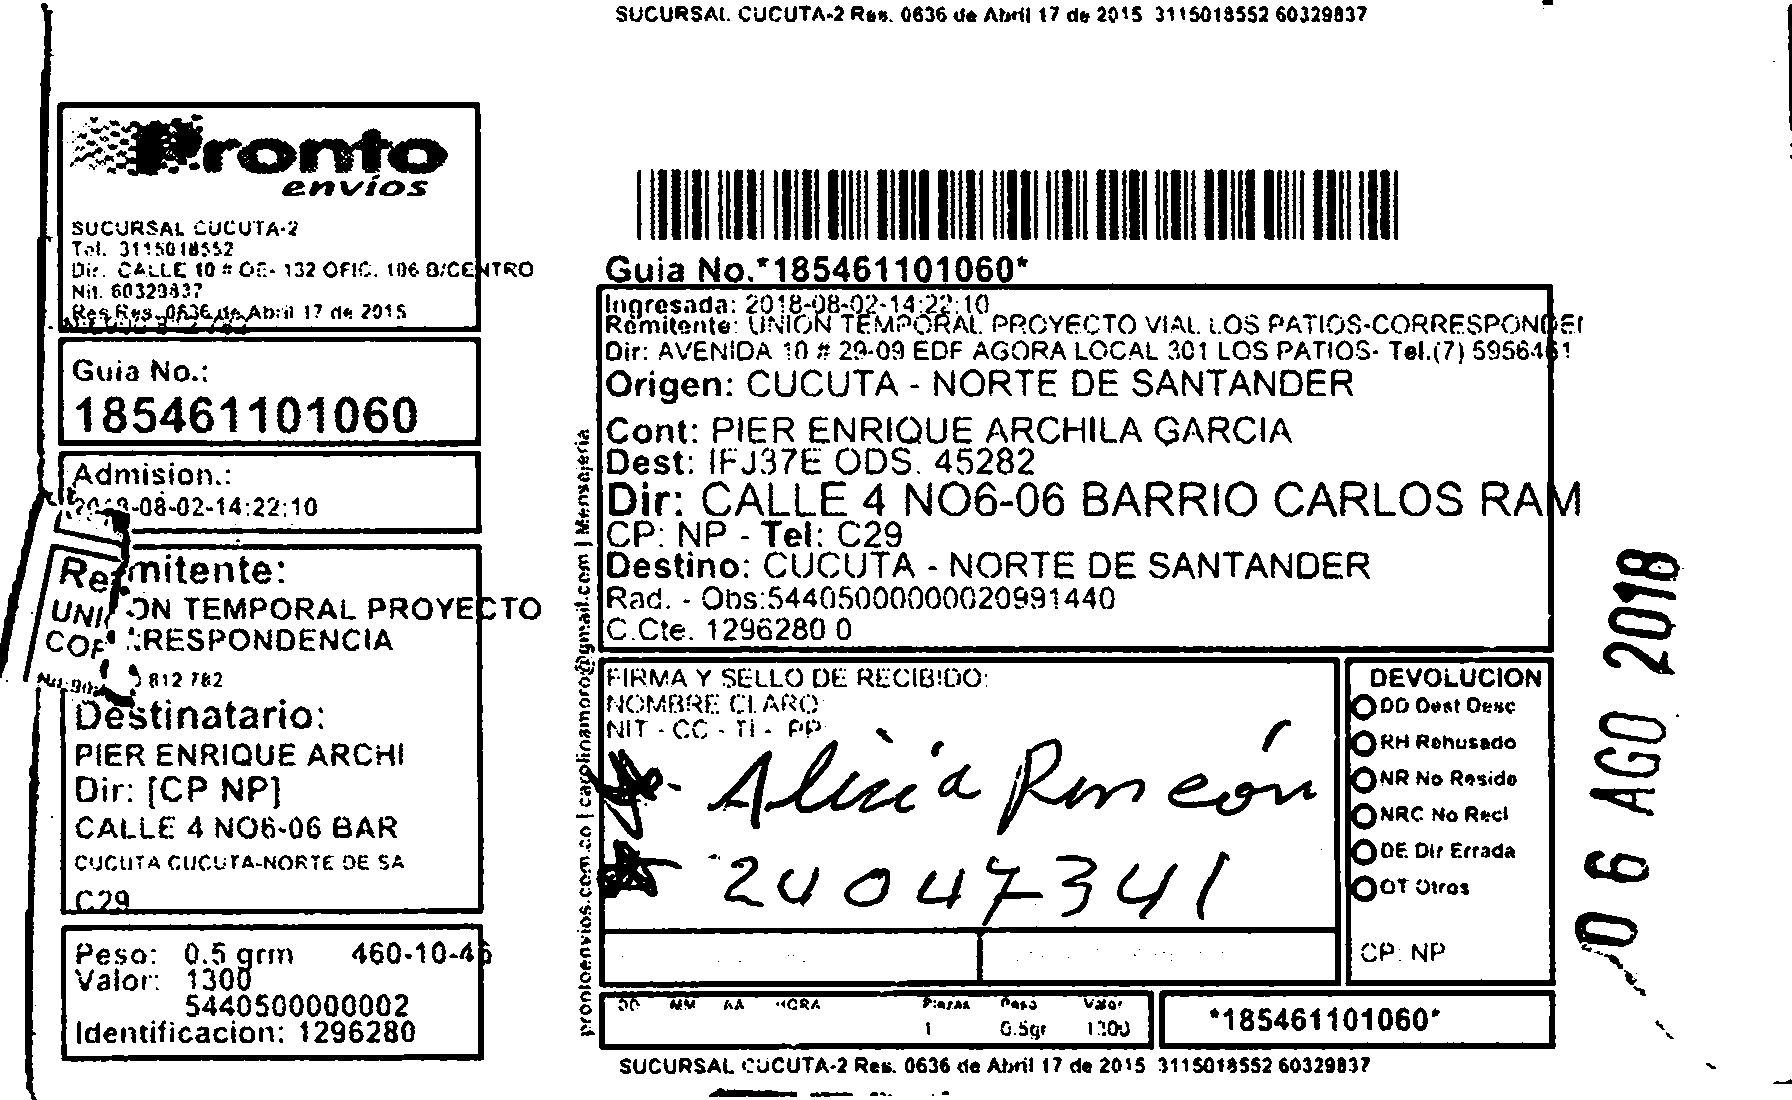 SUCURSAL CUCUTA-2 Res. 0636 de Abril 17 de 2015 3115018552 60329837
Pronto
envíos
SUCURSAL CUCUTA-2
Tel. 3115018552
Dir. CALLE 10 # OE- 132 OFIC. 106 B/CENTRO
Nit. 60329837
Res Res. 0636 de Abril 17 de 2015
Guia No.:
185461101060
Admision.:
2018-08-02-14:22:10
Remitente:
UNION TEMPORAL PROYECTO
CORRESPONDENCIA
812 782
Destinatario:
PIER ENRIQUE ARCHI
Dir: [CP NP]
CALLE 4 NO6-06 BAR
CUCUTA CUCUTA-NORTE DE SA
C29
Peso: 0.5 grm 460-10-46
Valor: 1300
5440500000002
Identificacion: 1296280
prontoenvios.com.co | carolinamoro@gmail.com | Mensajeria
Guia No.*185461101060*
Ingresada: 2018-08-02-14:22:10
Remitente: UNION TEMPORAL PROYECTO VIAL LOS PATIOS-CORRESPONDEI
Dir: AVENIDA 10 # 29-09 EDF AGORA LOCAL 301 LOS PATIOS- Tel.(7) 5956461
Origen: CUCUTA - NORTE DE SANTANDER
Cont: PIER ENRIQUE ARCHILA GARCIA
Dest: IFJ37E ODS. 45282
Dir: CALLE 4 NO6-06 BARRIO CARLOS RAM
CP: NP - Tel: C29
Destino: CUCUTA - NORTE DE SANTANDER
Rad. - Obs:54405000000020991440
C.Cte. 1296280 0
FIRMA Y SELLO DE RECIBIDO:
NOMBRE CLARO
NIT - CC - TI - PP
Alicia Rincón
24047341
DEVOLUCION
DD Dest Desc
RH Rehusado
NR No Reside
NRC No Recl
DE Dir Errada
OT Otros
CP: NP
DD MM AA HORA Piezas Peso Valor
1 0.5gr 1300
*185461101060*
SUCURSAL CUCUTA-2 Res. 0636 de Abril 17 de 2015 3115018552 60329837
06 AGO 2018